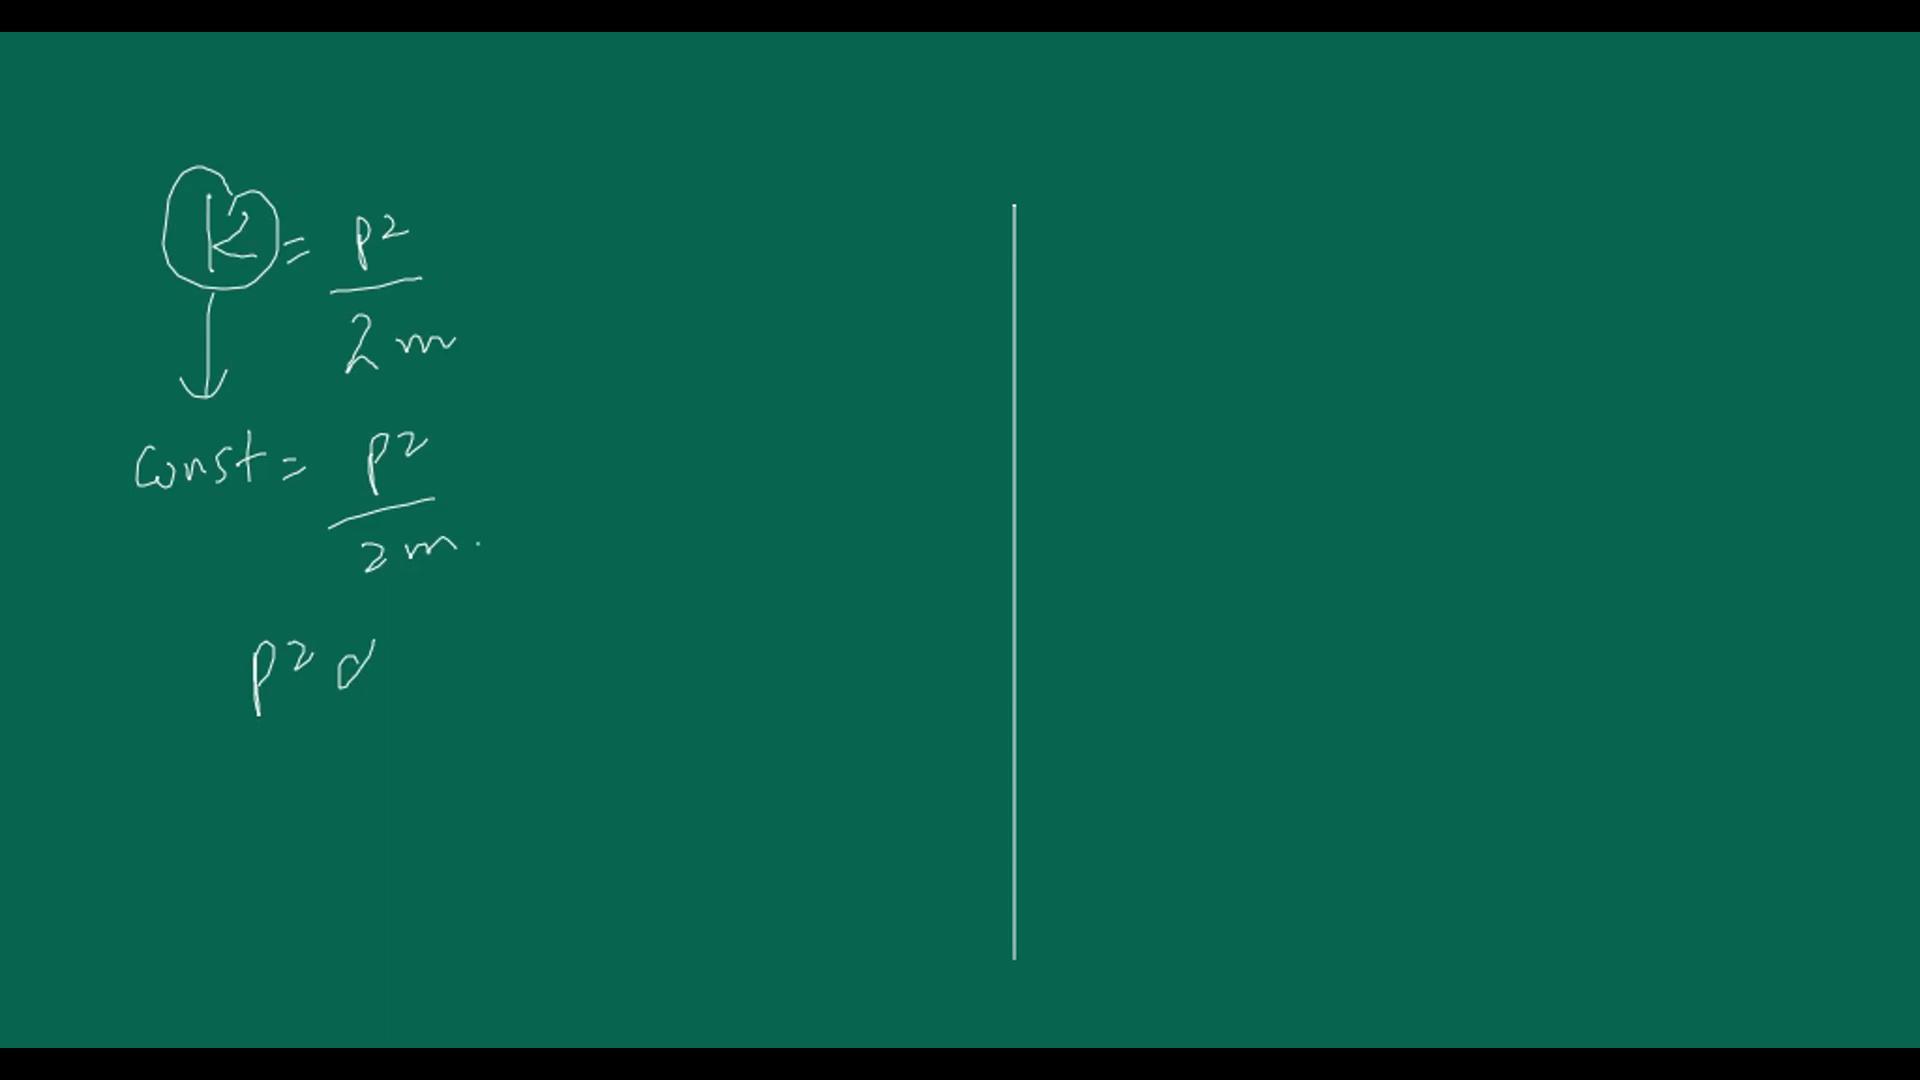 K = p²/2m
const = p²/2m.
p² α